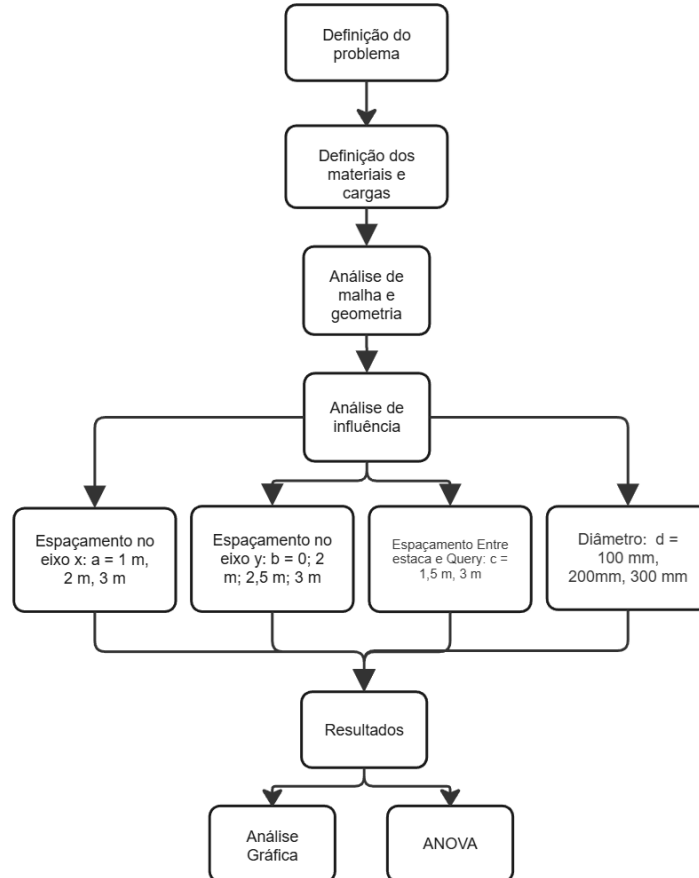 Definição do
problema
Definição dos
materiais e
cargas
Análise de
malha e
geometria
Análise de
influência
Espaçamento no
eixo x: a = 1 m,
2 m, 3 m
Espaçamento no
eixo y: b = 0; 2
m; 2,5 m; 3 m
Espaçamento Entre
estaca e Query: c =
1,5 m, 3 m
Diâmetro: d =
100 mm,
200mm, 300 mm
Resultados
Análise
Gráfica
ANOVA